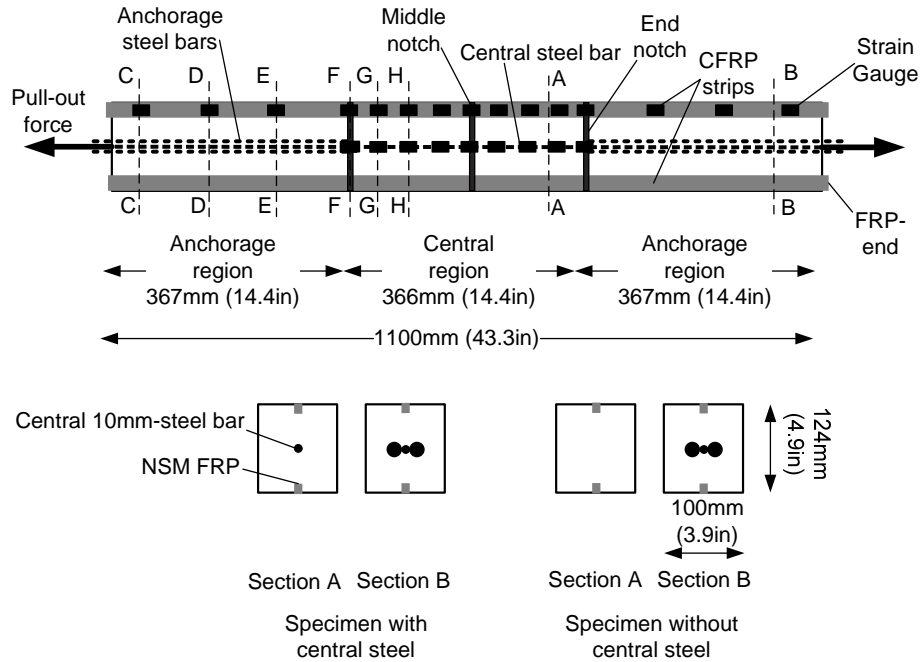 Anchorage
steel bars
Middle
notch
Central steel bar
End
notch
CFRP
strips
Strain
Gauge
Pull-out
force
C D E F G H A B
C D E F G H A B
FRP-
end
Anchorage
region
367mm (14.4in)
Central
region
366mm (14.4in)
Anchorage
region
367mm (14.4in)
1100mm (43.3in)
Central 10mm-steel bar
NSM FRP
124mm
(4.9in)
100mm
(3.9in)
Section A Section B
Section A Section B
Specimen with
central steel
Specimen without
central steel